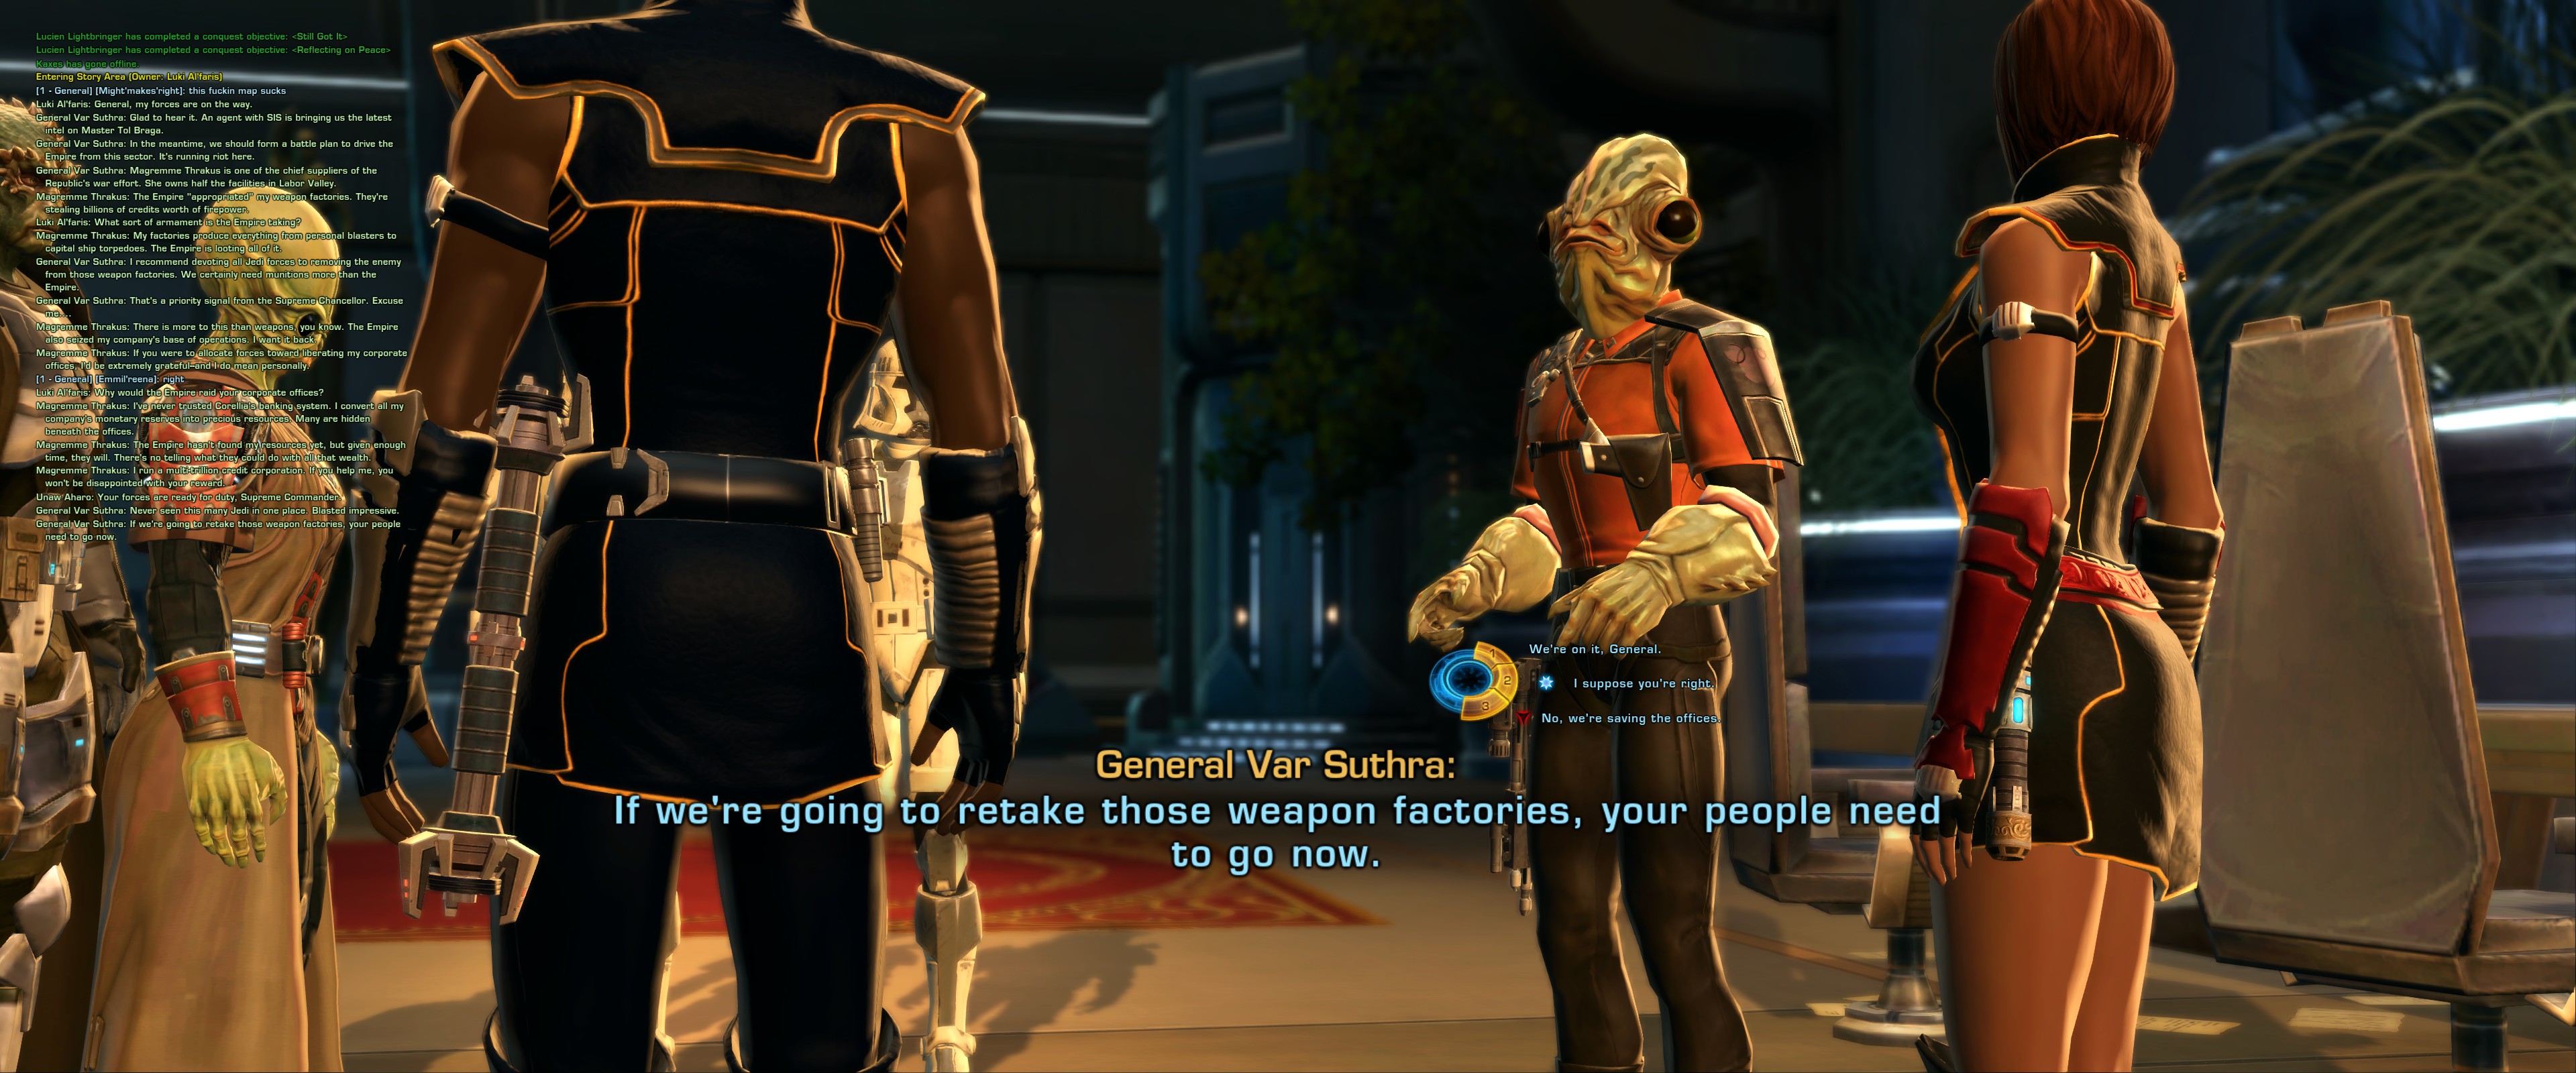 Lucien Lightbringer has completed a conquest objective: <Still Got It>
Lucien Lightbringer has completed a conquest objective: <Reflecting on Peace>
Kaxes has gone offline
Entering Story Area (Owner: Luki Al'faris)
[1 - General] [Might'makes'right]: this fuckin map sucks
Luki Al'faris: General, my forces are on the way.
General Var Suthra: Glad to hear it. An agent with SIS is bringing us the latest
intel on Master Tol Braga.
General Var Suthra: In the meantime, we should form a battle plan to drive the
Empire from this sector. It's running riot here.
General Var Suthra: Magremme Thrakus is one of the chief suppliers of the
Republic's war effort. She owns half the facilities in Labor Valley.
Magremme Thrakus: The Empire "appropriated" my weapon factories. They're
stealing billions of credits worth of firepower.
Luki Al'faris: What sort of armament is the Empire taking?
Magremme Thrakus: My factories produce everything from personal blasters to
capital ship torpedoes. The Empire is looting all of it.
General Var Suthra: I recommend devoting all Jedi forces to removing the enemy
from those weapon factories. We certainly need munitions more than the
Empire.
General Var Suthra: That's a priority signal from the Supreme Chancellor. Excuse
me....
Magremme Thrakus: There is more to this than weapons, you know. The Empire
also seized my company's base of operations. I want it back.
Magremme Thrakus: If you were to allocate forces toward liberating my corporate
offices, I'd be extremely grateful–and I do mean personally.
[1 - General] [Emmil'reena]: right
Luki Al'faris: Why would the Empire raid your corporate offices?
Magremme Thrakus: I've never trusted Corellia's banking system. I convert all my
company's monetary reserves into precious resources. Many are hidden
beneath the offices.
Magremme Thrakus: The Empire hasn't found my resources yet, but given enough
time, they will. There's no telling what they could do with all that wealth.
Magremme Thrakus: I run a multi-trillion-credit corporation. If you help me, you
won't be disappointed with your reward.
Unaw Aharo: Your forces are ready for duty, Supreme Commander.
General Var Suthra: Never seen this many Jedi in one place. Blasted impressive.
General Var Suthra: If we're going to retake those weapon factories, your people
need to go now.
1 We're on it, General.
2 I suppose you're right.
3 No, we're saving the offices.
General Var Suthra:
If we're going to retake those weapon factories, your people need
to go now.